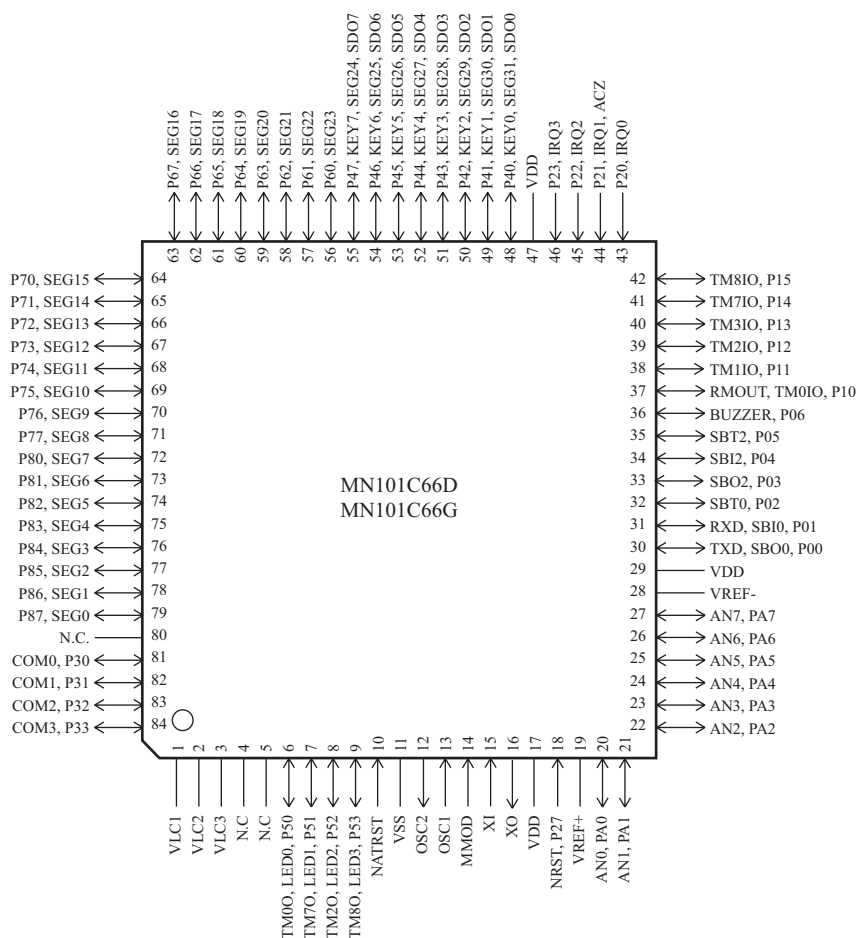 P67, SEG16
P66, SEG17
P65, SEG18
P64, SEG19
P63, SEG20
P62, SEG21
P61, SEG22
P60, SEG23
P47, KEY7, SEG24, SDO7
P46, KEY6, SEG25, SDO6
P45, KEY5, SEG26, SDO5
P44, KEY4, SEG27, SDO4
P43, KEY3, SEG28, SDO3
P42, KEY2, SEG29, SDO2
P41, KEY1, SEG30, SDO1
P40, KEY0, SEG31, SDO0
VDD
P23, IRQ3
P22, IRQ2
P21, IRQ1, ACZ
P20, IRQ0
63 62 61 60 59 58 57 56 55 54 53 52 51 50 49 48 47 46 45 44 43
P70, SEG15 64
P71, SEG14 65
P72, SEG13 66
P73, SEG12 67
P74, SEG11 68
P75, SEG10 69
P76, SEG9 70
P77, SEG8 71
P80, SEG7 72
P81, SEG6 73
P82, SEG5 74
P83, SEG4 75
P84, SEG3 76
P85, SEG2 77
P86, SEG1 78
P87, SEG0 79
N.C. 80
COM0, P30 81
COM1, P31 82
COM2, P32 83
COM3, P33 84
MN101C66D
MN101C66G
42 TM8IO, P15
41 TM7IO, P14
40 TM3IO, P13
39 TM2IO, P12
38 TM1IO, P11
37 RMOUT, TM0IO, P10
36 BUZZER, P06
35 SBT2, P05
34 SBI2, P04
33 SBO2, P03
32 SBT0, P02
31 RXD, SBI0, P01
30 TXD, SBO0, P00
29 VDD
28 VREF-
27 AN7, PA7
26 AN6, PA6
25 AN5, PA5
24 AN4, PA4
23 AN3, PA3
22 AN2, PA2
1 2 3 4 5 6 7 8 9 10 11 12 13 14 15 16 17 18 19 20 21
VLC1
VLC2
VLC3
N.C
N.C
TM0O, LED0, P50
TM7O, LED1, P51
TM2O, LED2, P52
TM8O, LED3, P53
NATRST
VSS
OSC2
OSC1
MMOD
XI
XO
VDD
NRST, P27
VREF+
AN0, PA0
AN1, PA1